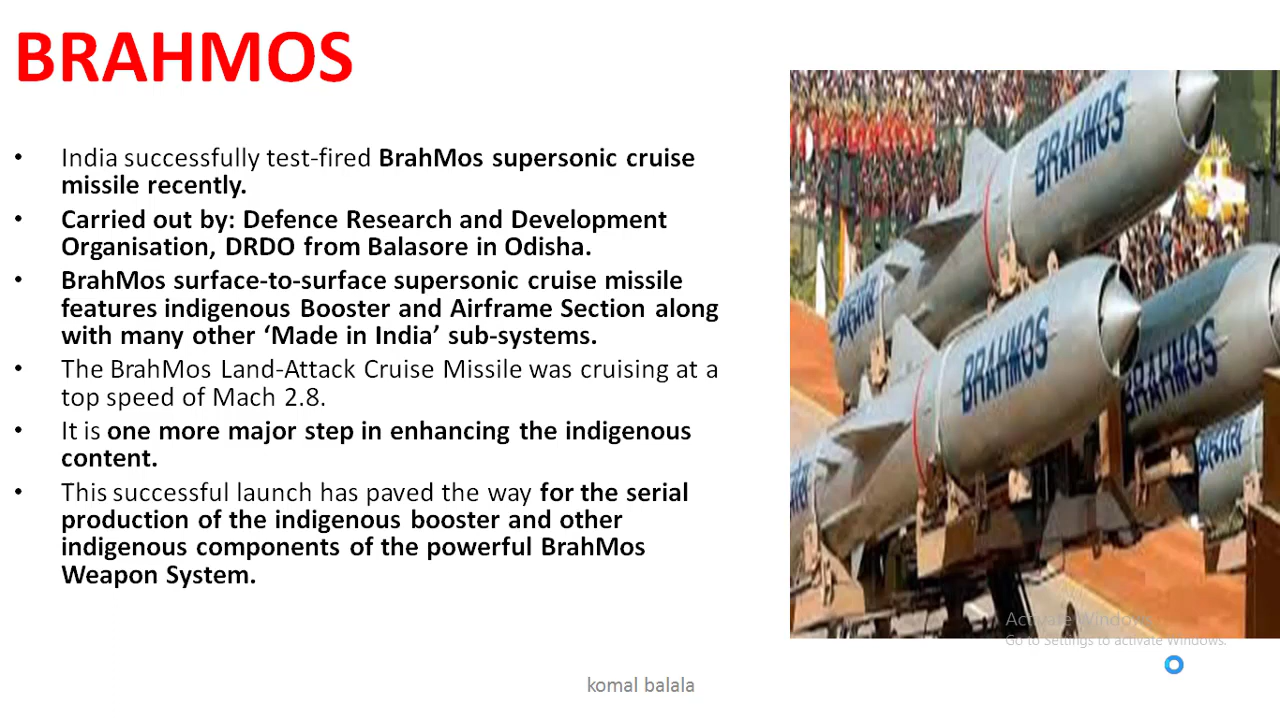 BRAHMOS
• India successfully test-fired BrahMos supersonic cruise
missile recently.
• Carried out by: Defence Research and Development
Organisation, DRDO from Balasore in Odisha.
• BrahMos surface-to-surface supersonic cruise missile
features indigenous Booster and Airframe Section along
with many other ‘Made in India’ sub-systems.
• The BrahMos Land-Attack Cruise Missile was cruising at a
top speed of Mach 2.8.
• It is one more major step in enhancing the indigenous
content.
• This successful launch has paved the way for the serial
production of the indigenous booster and other
indigenous components of the powerful BrahMos
Weapon System.
BRAHMOS
BRAHMOS
BRAHMOS
Activate Windows
Go to Settings to activate Windows.
komal balala